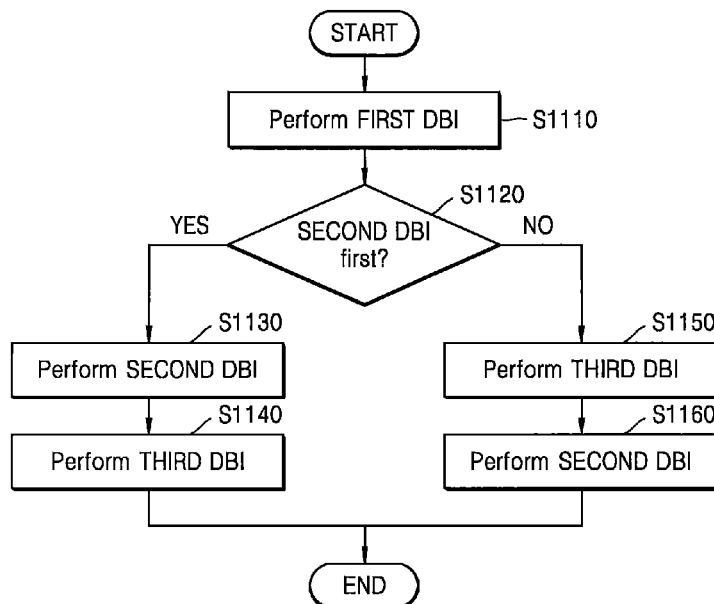 START
Perform FIRST DBI
S1110
S1120
SECOND DBI
first?
YES
NO
S1130
Perform SECOND DBI
S1140
Perform THIRD DBI
S1150
Perform THIRD DBI
S1160
Perform SECOND DBI
END